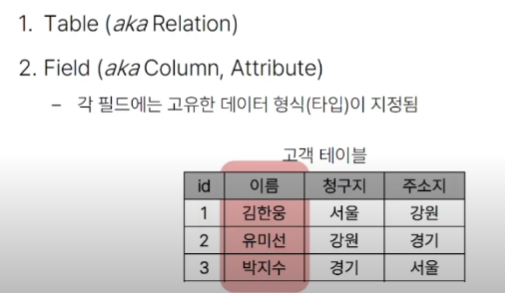 1. Table (aka Relation)
2. Field (aka Column, Attribute)
– 각 필드에는 고유한 데이터 형식(타입)이 지정됨
고객 테이블
id 이름 청구지 주소지
1 김한웅 서울 강원
2 유미선 강원 경기
3 박지수 경기 서울